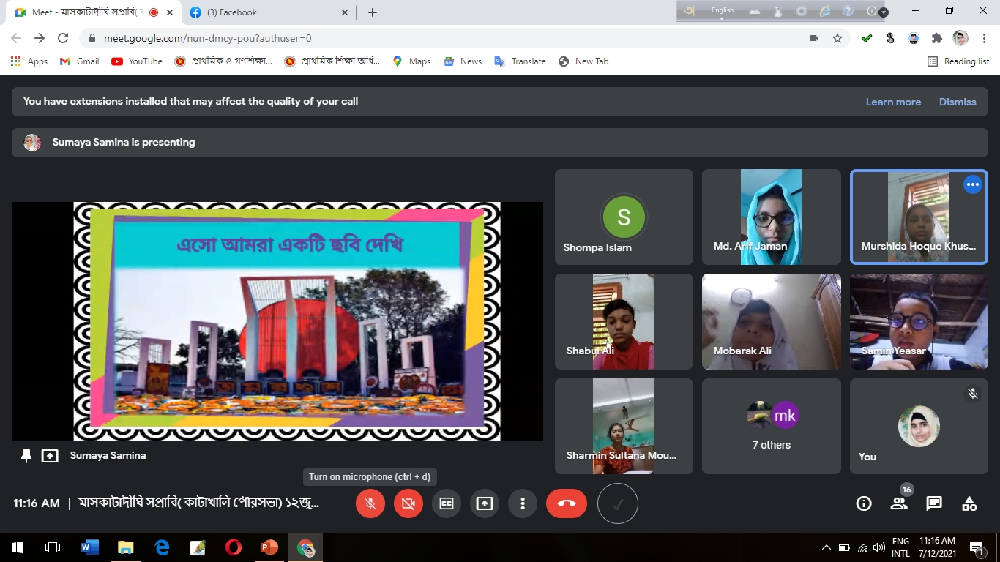 Meet - মাসকাটাদীঘি সপ্রাবি(
(3) Facebook
English
meet.google.com/nun-dmcy-pou?authuser=0
Apps
Gmail
YouTube
প্রাথমিক ও গণশিক্ষা...
প্রাথমিক শিক্ষা অধি...
Maps
News
Translate
New Tab
Reading list
You have extensions installed that may affect the quality of your call
Learn more
Dismiss
Sumaya Samina is presenting
এসো আমরা একটি ছবি দেখি
S
Shompa Islam
Md. Arif Jaman
Murshida Hoque Khus...
Shabul Ali
Mobarak Ali
Samin Yeasar
Sharmin Sultana Mou...
mk
7 others
You
Sumaya Samina
Turn on microphone (ctrl + d)
11:16 AM
মাসকাটাদীঘি সপ্রাবি( কাটাখালি পৌরসভা) ১২জু...
16
ENG
INTL
11:16 AM
7/12/2021
1